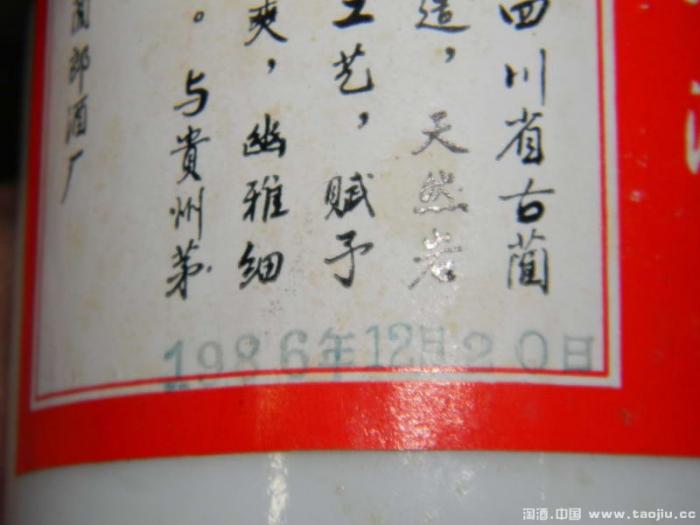 四川省古蔺
造，天然岩
工艺，赋予
爽，幽雅细
。与貴州茅
蔺郎酒厂
1986年12月20日
淘酒.中国 www.taojiu.cc